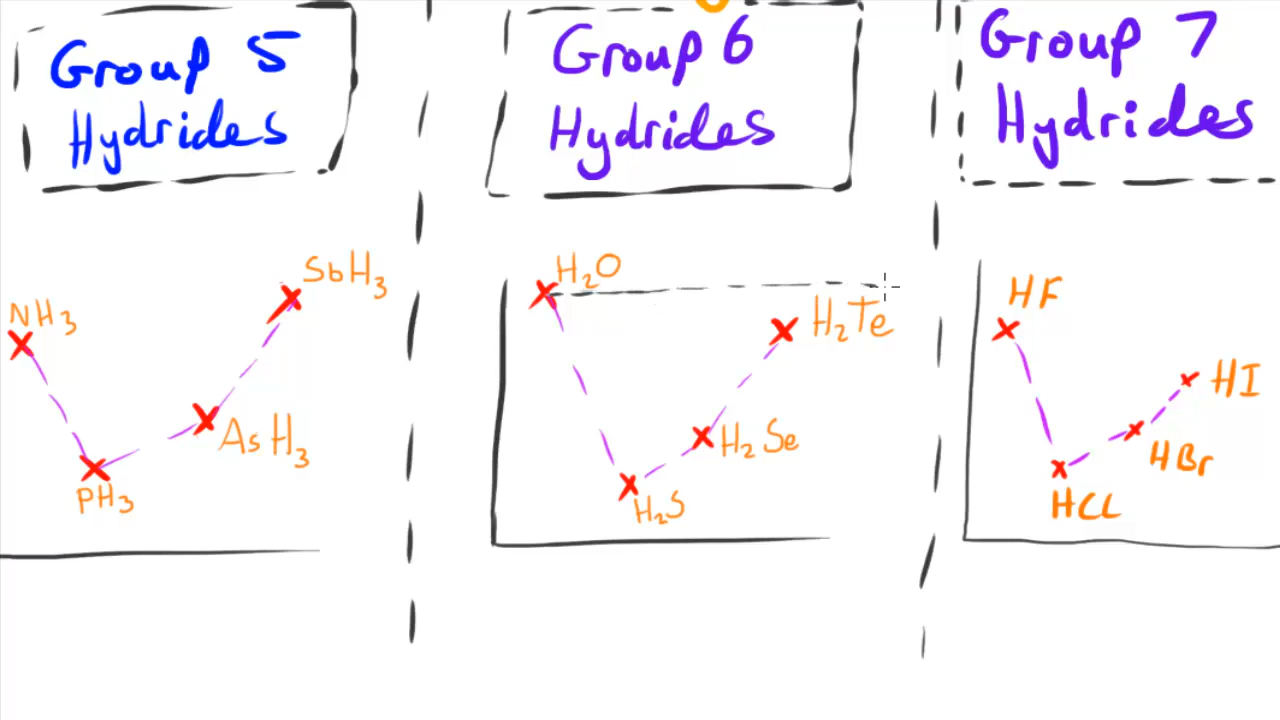 Group 5
Hydrides
NH3
PH3
AsH3
SbH3
Group 6
Hydrides
H2O
H2S
H2Se
H2Te
Group 7
Hydrides
HF
HCL
HBr
HI